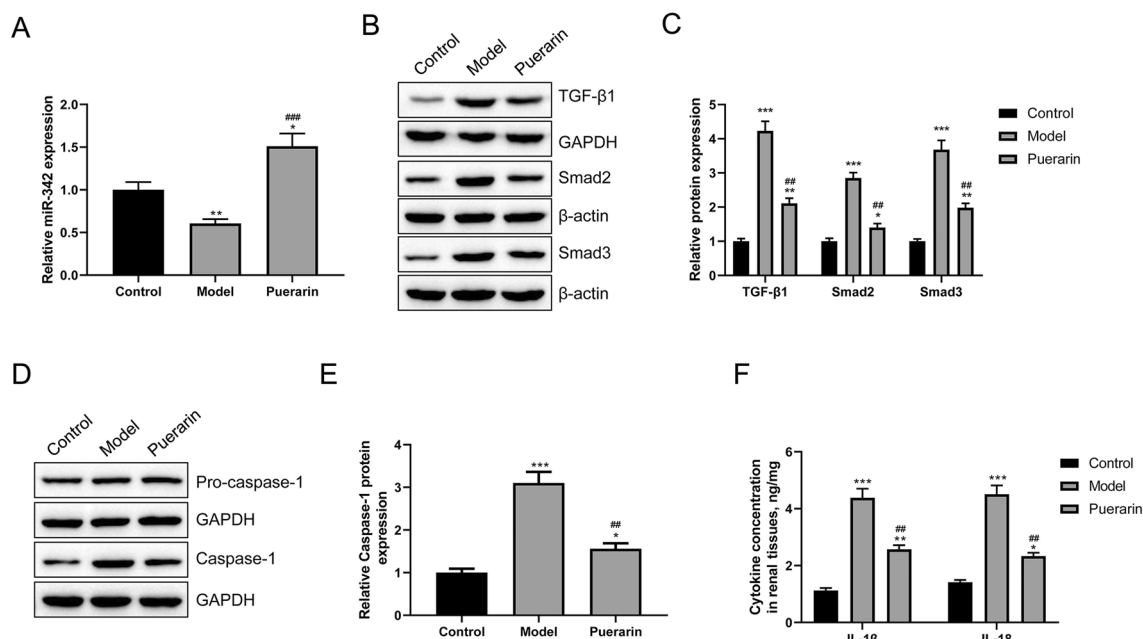 A
Relative miR-342 expression
2.0
1.5
1.0
0.5
0.0
**
###
*
Control Model Puerarin
B
Control Model Puerarin
TGF-β1
GAPDH
Smad2
β-actin
Smad3
β-actin
C
Relative protein expression
5
4
3
2
1
0
***
##
**
***
##
*
***
##
**
TGF-β1 Smad2 Smad3
Control
Model
Puerarin
D
Control Model Puerarin
Pro-caspase-1
GAPDH
Caspase-1
GAPDH
E
Relative Caspase-1 protein
expression
4
3
2
1
0
***
##
*
Control Model Puerarin
F
Cytokine concentration
in renal tissues, ng/mg
6
4
2
0
***
##
**
***
##
*
IL-1β IL-18
Control
Model
Puerarin